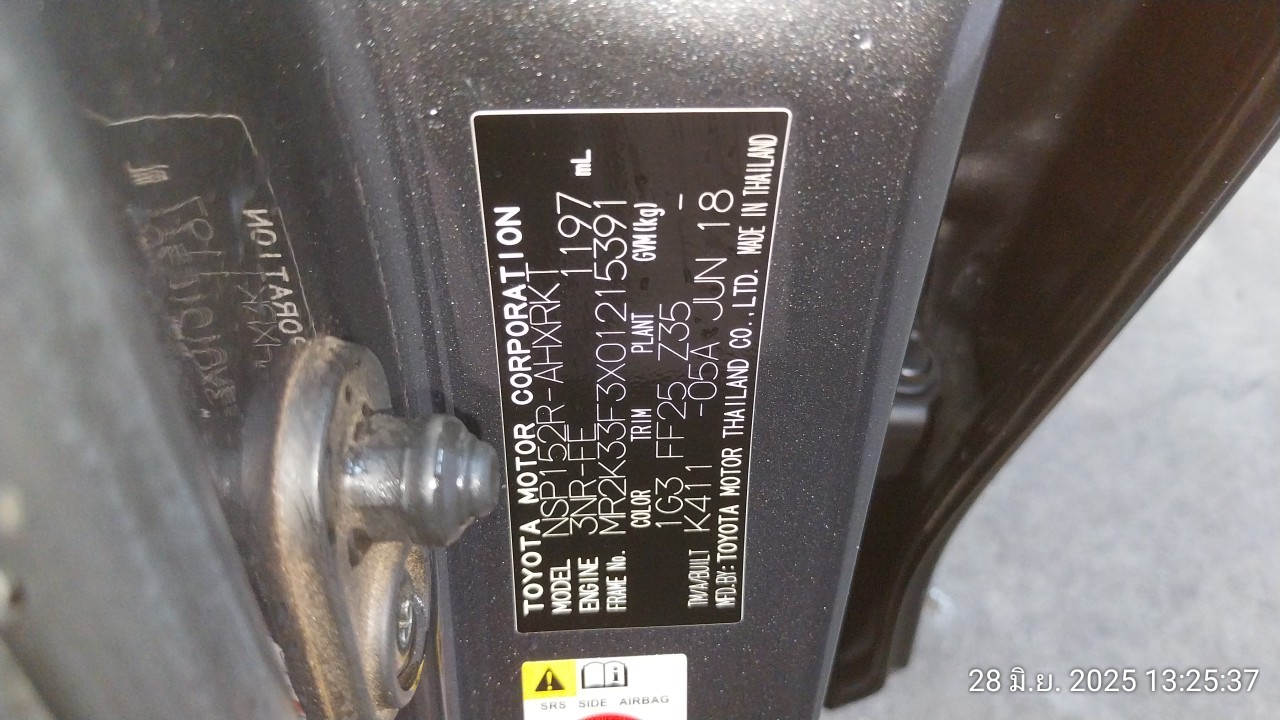 TOYOTA MOTOR CORPORATION
MODEL NSP152R-AHXRKT
ENGINE 3NR-FE 1197 mL
FRAME No. MR2K33F3X01215391
COLOR TRIM PLANT GVM(kg)
1G3 FF25 Z35 -
TM/A/BUILT K411 -05A JUN 18
MFD.BY: TOYOTA MOTOR THAILAND CO.,LTD. MADE IN THAILAND
SRS SIDE AIRBAG
28 มิ.ย. 2025 13:25:37